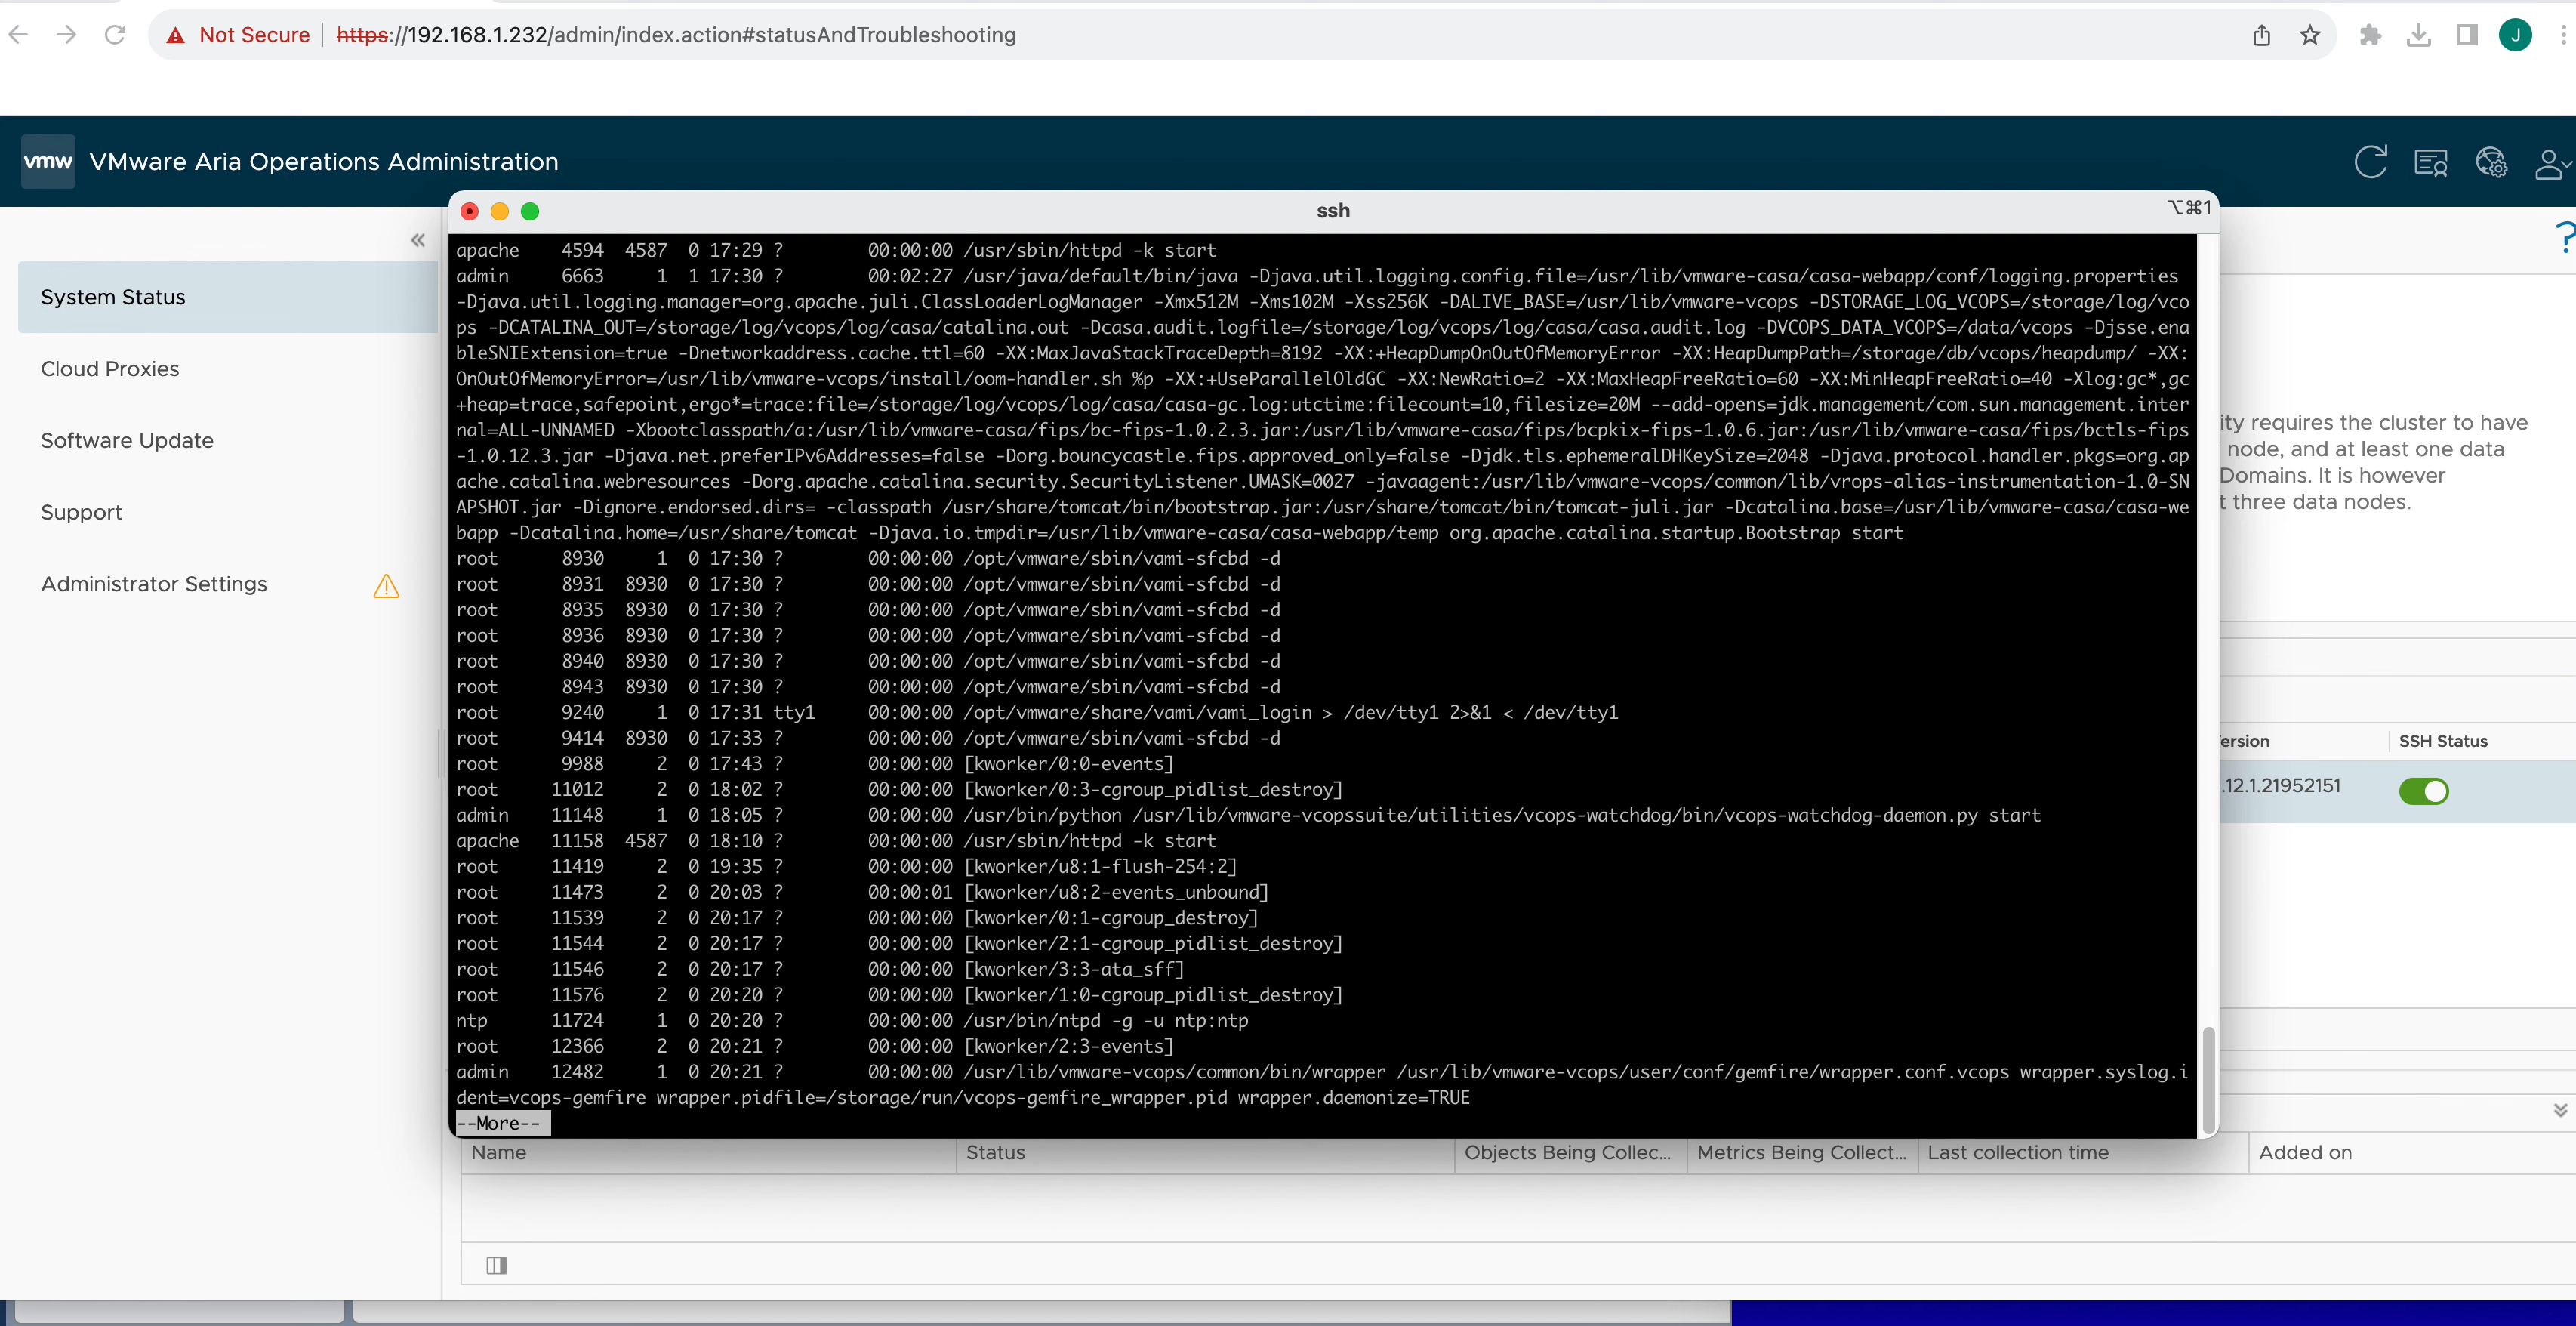 Not Secure https://192.168.1.232/admin/index.action#statusAndTroubleshooting
J
vmw VMware Aria Operations Administration
ssh ⌥⌘1
«
?
System Status
Cloud Proxies
Software Update
Support
Administrator Settings
apache 4594 4587 0 17:29 ? 00:00:00 /usr/sbin/httpd -k start
admin 6663 1 1 17:30 ? 00:02:27 /usr/java/default/bin/java -Djava.util.logging.config.file=/usr/lib/vmware-casa/casa-webapp/conf/logging.properties
-Djava.util.logging.manager=org.apache.juli.ClassLoaderLogManager -Xmx512M -Xms102M -Xss256K -DALIVE_BASE=/usr/lib/vmware-vcops -DSTORAGE_LOG_VCOPS=/storage/log/vco
ps -DCATALINA_OUT=/storage/log/vcops/log/casa/catalina.out -Dcasa.audit.logfile=/storage/log/vcops/log/casa/casa.audit.log -DVCOPS_DATA_VCOPS=/data/vcops -Djsse.ena
bleSNIExtension=true -Dnetworkaddress.cache.ttl=60 -XX:MaxJavaStackTraceDepth=8192 -XX:+HeapDumpOnOutOfMemoryError -XX:HeapDumpPath=/storage/db/vcops/heapdump/ -XX:
OnOutOfMemoryError=/usr/lib/vmware-vcops/install/oom-handler.sh %p -XX:+UseParallelOldGC -XX:NewRatio=2 -XX:MaxHeapFreeRatio=60 -XX:MinHeapFreeRatio=40 -Xlog:gc*,gc
+heap=trace,safepoint,ergo*=trace:file=/storage/log/vcops/log/casa/casa-gc.log:utctime:filecount=10,filesize=20M --add-opens=jdk.management/com.sun.management.inter
nal=ALL-UNNAMED -Xbootclasspath/a:/usr/lib/vmware-casa/fips/bc-fips-1.0.2.3.jar:/usr/lib/vmware-casa/fips/bcpkix-fips-1.0.6.jar:/usr/lib/vmware-casa/fips/bctls-fips
-1.0.12.3.jar -Djava.net.preferIPv6Addresses=false -Dorg.bouncycastle.fips.approved_only=false -Djdk.tls.ephemeralDHKeySize=2048 -Djava.protocol.handler.pkgs=org.ap
ache.catalina.webresources -Dorg.apache.catalina.security.SecurityListener.UMASK=0027 -javaagent:/usr/lib/vmware-vcops/common/lib/vrops-alias-instrumentation-1.0-SN
APSHOT.jar -Dignore.endorsed.dirs= -classpath /usr/share/tomcat/bin/bootstrap.jar:/usr/share/tomcat/bin/tomcat-juli.jar -Dcatalina.base=/usr/lib/vmware-casa/casa-we
bapp -Dcatalina.home=/usr/share/tomcat -Djava.io.tmpdir=/usr/lib/vmware-casa/casa-webapp/temp org.apache.catalina.startup.Bootstrap start
root 8930 1 0 17:30 ? 00:00:00 /opt/vmware/sbin/vami-sfcbd -d
root 8931 8930 0 17:30 ? 00:00:00 /opt/vmware/sbin/vami-sfcbd -d
root 8935 8930 0 17:30 ? 00:00:00 /opt/vmware/sbin/vami-sfcbd -d
root 8936 8930 0 17:30 ? 00:00:00 /opt/vmware/sbin/vami-sfcbd -d
root 8940 8930 0 17:30 ? 00:00:00 /opt/vmware/sbin/vami-sfcbd -d
root 8943 8930 0 17:30 ? 00:00:00 /opt/vmware/sbin/vami-sfcbd -d
root 9240 1 0 17:31 tty1 00:00:00 /opt/vmware/share/vami/vami_login > /dev/tty1 2>&1 < /dev/tty1
root 9414 8930 0 17:33 ? 00:00:00 /opt/vmware/sbin/vami-sfcbd -d
root 9988 2 0 17:43 ? 00:00:00 [kworker/0:0-events]
root 11012 2 0 18:02 ? 00:00:00 [kworker/0:3-cgroup_pidlist_destroy]
admin 11148 1 0 18:05 ? 00:00:00 /usr/bin/python /usr/lib/vmware-vcopssuite/utilities/vcops-watchdog/bin/vcops-watchdog-daemon.py start
apache 11158 4587 0 18:10 ? 00:00:00 /usr/sbin/httpd -k start
root 11419 2 0 19:35 ? 00:00:00 [kworker/u8:1-flush-254:2]
root 11473 2 0 20:03 ? 00:00:01 [kworker/u8:2-events_unbound]
root 11539 2 0 20:17 ? 00:00:00 [kworker/0:1-cgroup_destroy]
root 11544 2 0 20:17 ? 00:00:00 [kworker/2:1-cgroup_pidlist_destroy]
root 11546 2 0 20:17 ? 00:00:00 [kworker/3:3-ata_sff]
root 11576 2 0 20:20 ? 00:00:00 [kworker/1:0-cgroup_pidlist_destroy]
ntp 11724 1 0 20:20 ? 00:00:00 /usr/bin/ntpd -g -u ntp:ntp
root 12366 2 0 20:21 ? 00:00:00 [kworker/2:3-events]
admin 12482 1 0 20:21 ? 00:00:00 /usr/lib/vmware-vcops/common/bin/wrapper /usr/lib/vmware-vcops/user/conf/gemfire/wrapper.conf.vcops wrapper.syslog.i
dent=vcops-gemfire wrapper.pidfile=/storage/run/vcops-gemfire_wrapper.pid wrapper.daemonize=TRUE
--More--
ity requires the cluster to have
node, and at least one data
Domains. It is however
t three data nodes.
ersion SSH Status
.12.1.21952151
Name Status Objects Being Collec... Metrics Being Collect... Last collection time Added on